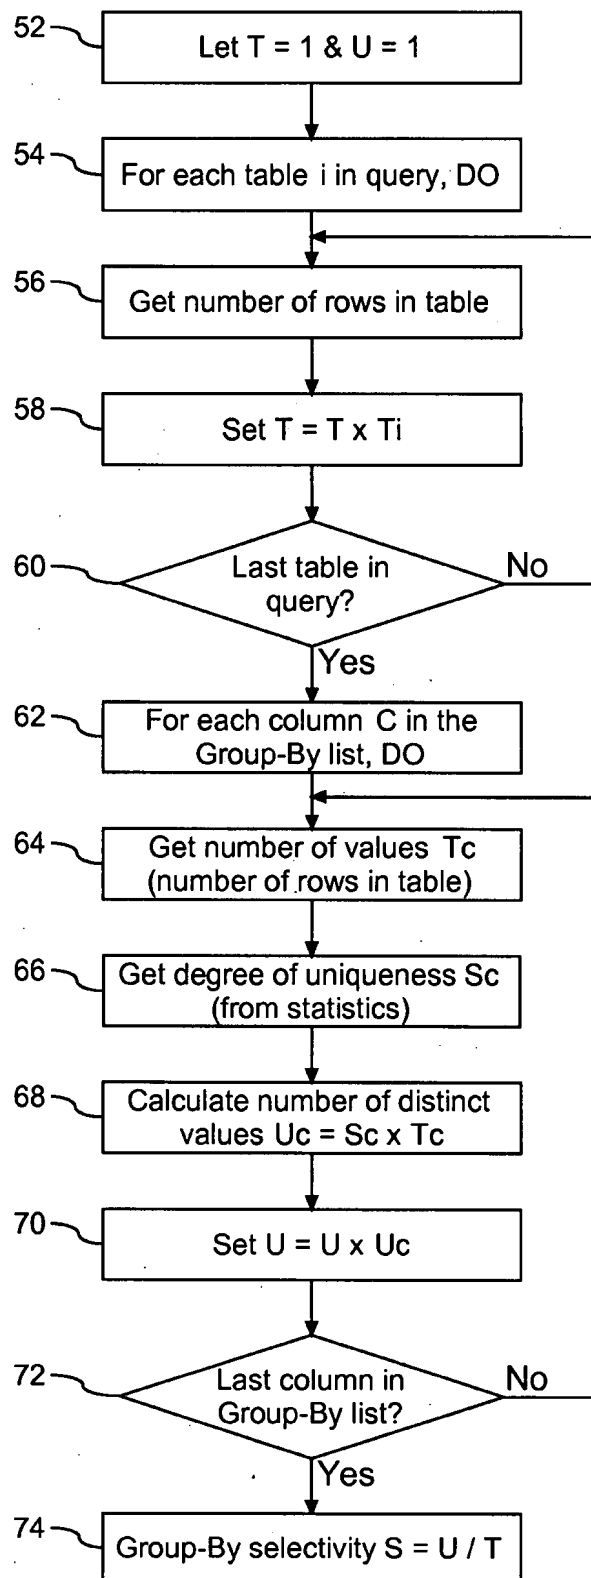 52
Let T = 1 & U = 1
54
For each table i in query, DO
56
Get number of rows in table
58
Set T = T x Ti
60
Last table in
query?
No
Yes
62
For each column C in the
Group-By list, DO
64
Get number of values Tc
(number of rows in table)
66
Get degree of uniqueness Sc
(from statistics)
68
Calculate number of distinct
values Uc = Sc x Tc
70
Set U = U x Uc
72
Last column in
Group-By list?
No
Yes
74
Group-By selectivity S = U / T